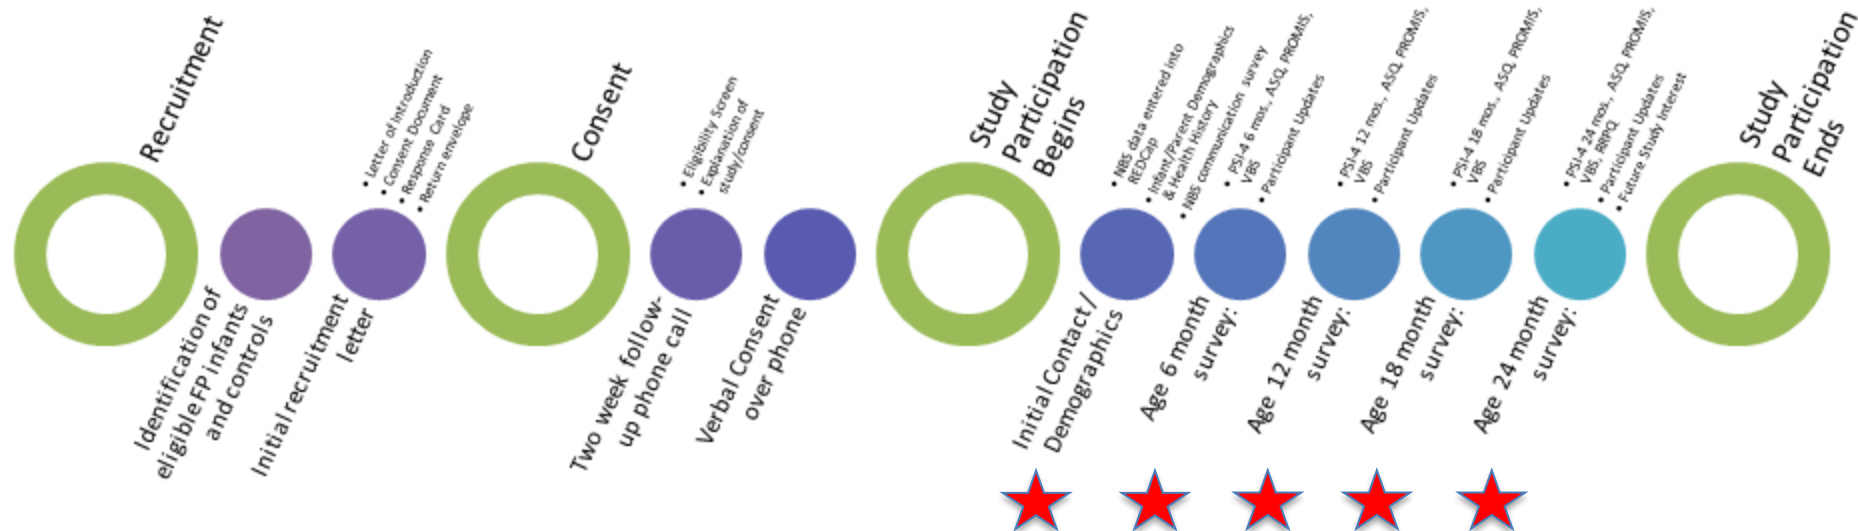 Recruitment
Identification of
eligible FP infants
and controls
Initial recruitment
letter
• Letter of Introduction
• Consent Document
• Response Card
• Return envelope
Consent
Two week follow-
up phone call
• Eligibility Screen
• Explanation of
study/consent
Verbal Consent
over phone
Study
Participation
Begins
Initial Contact /
Demographics
• NBS data entered into
REDCap
• Infant/Parent Demographics
& Health History
• NBS communication survey
Age 6 month
survey:
• PSI-4 6 mos., ASQ, PROMIS,
VBS
• Participant Updates
Age 12 month
survey:
• PSI-4 12 mos., ASQ, PROMIS,
VBS
• Participant Updates
Age 18 month
survey:
• PSI-4 18 mos., ASQ, PROMIS,
VBS
• Participant Updates
Age 24 month
survey:
• PSI-4 24 mos., ASQ, PROMIS,
VBS, RRPQ
• Participant Updates
• Future Study Interest
Study
Participation
Ends